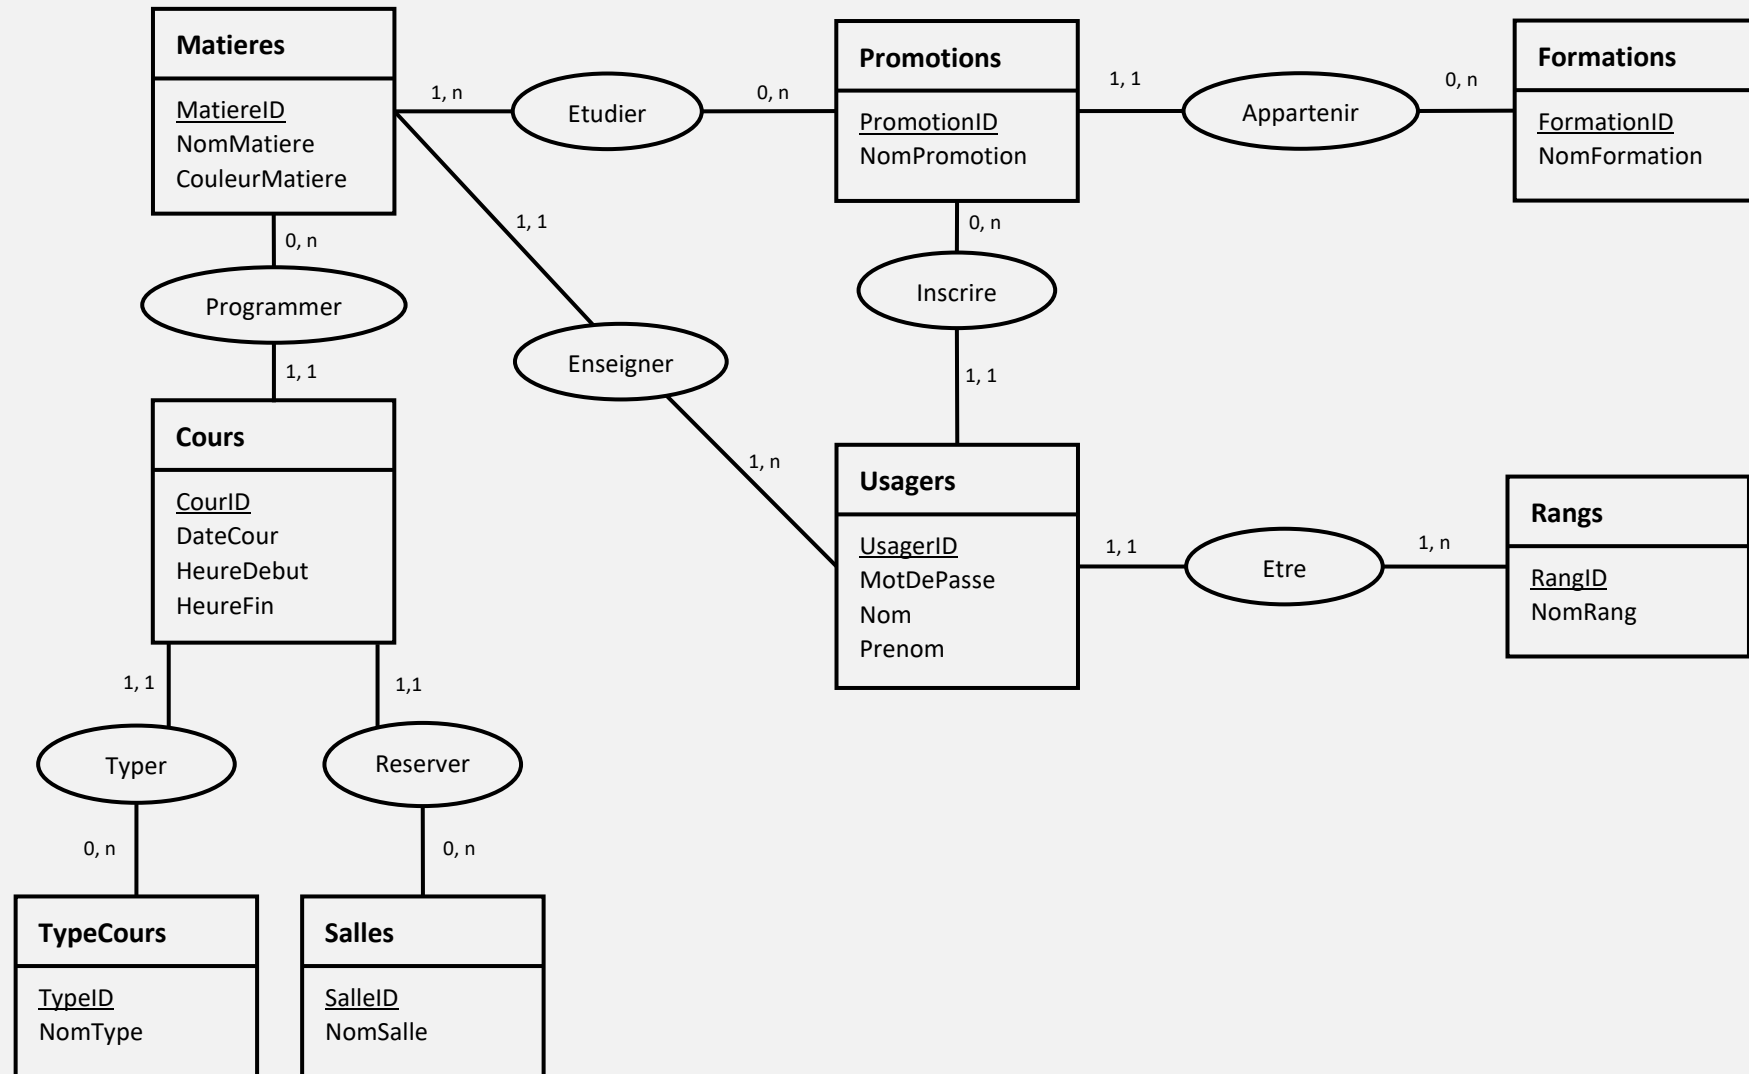 Matieres
MatiereID
NomMatiere
CouleurMatiere
1, n
Etudier
0, n
Promotions
PromotionID
NomPromotion
1, 1
Appartenir
0, n
Formations
FormationID
NomFormation
0, n
Programmer
1, 1
1, 1
Enseigner
1, n
0, n
Inscrire
1, 1
Cours
CourID
DateCour
HeureDebut
HeureFin
Usagers
UsagerID
MotDePasse
Nom
Prenom
1, 1
Etre
1, n
Rangs
RangID
NomRang
1, 1
Typer
0, n
1,1
Reserver
0, n
TypeCours
TypeID
NomType
Salles
SalleID
NomSalle